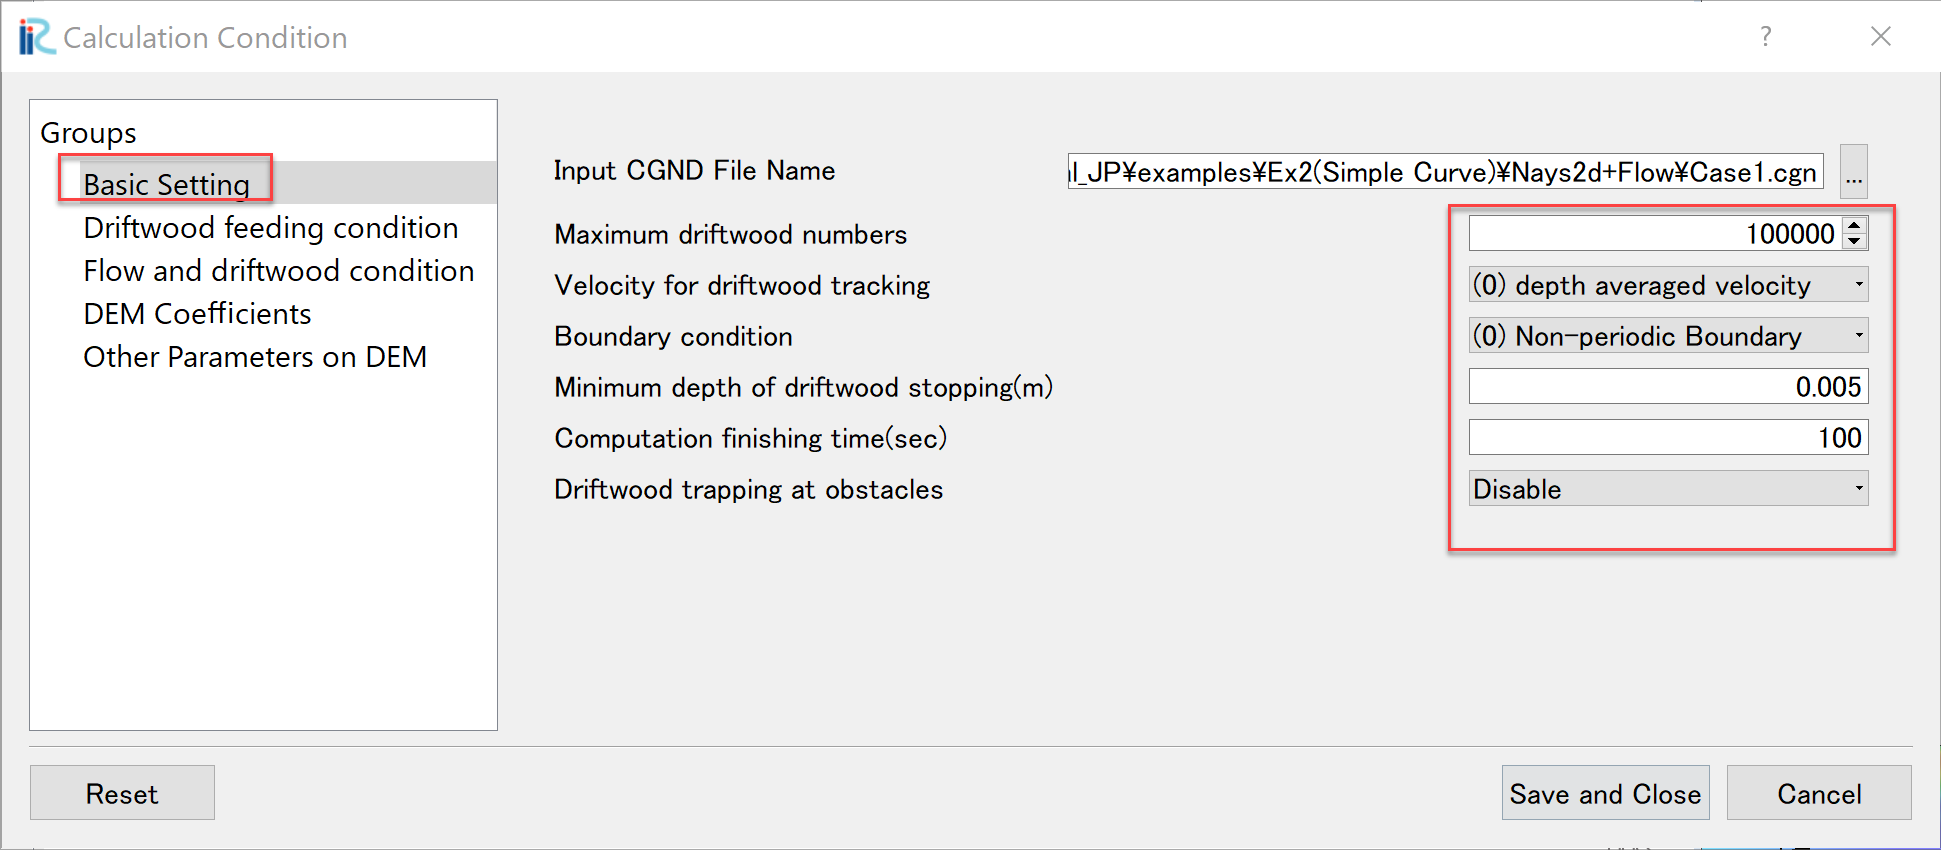 iRC Calculation Condition ?
Groups
Basic Setting
Driftwood feeding condition
Flow and driftwood condition
DEM Coefficients
Other Parameters on DEM
Input CGND File Name l_JP¥examples¥Ex2(Simple Curve)¥Nays2d+Flow¥Case1.cgn ...
Maximum driftwood numbers 100000
Velocity for driftwood tracking (0) depth averaged velocity
Boundary condition (0) Non-periodic Boundary
Minimum depth of driftwood stopping(m) 0.005
Computation finishing time(sec) 100
Driftwood trapping at obstacles Disable
Reset Save and Close Cancel